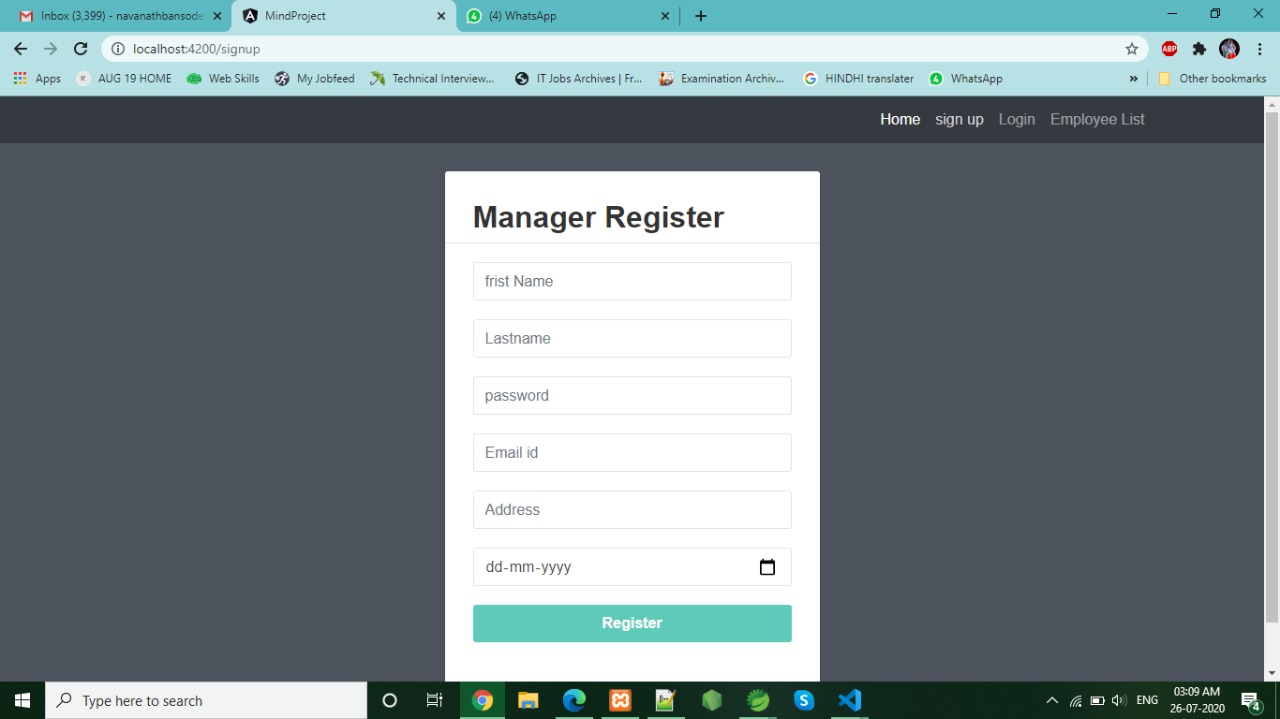 Inbox (3,399) - navanathbansode
MindProject
(4) WhatsApp
localhost:4200/signup
ABP
Apps
AUG 19 HOME
Web Skills
My Jobfeed
Technical Interview...
IT Jobs Archives | Fr...
Examination Archiv...
HINDHI translater
WhatsApp
»
Other bookmarks
Home
sign up
Login
Employee List
Manager Register
frist Name
Lastname
password
Email id
Address
dd-mm-yyyy
Register
Type here to search
ENG
03:09 AM
26-07-2020
4